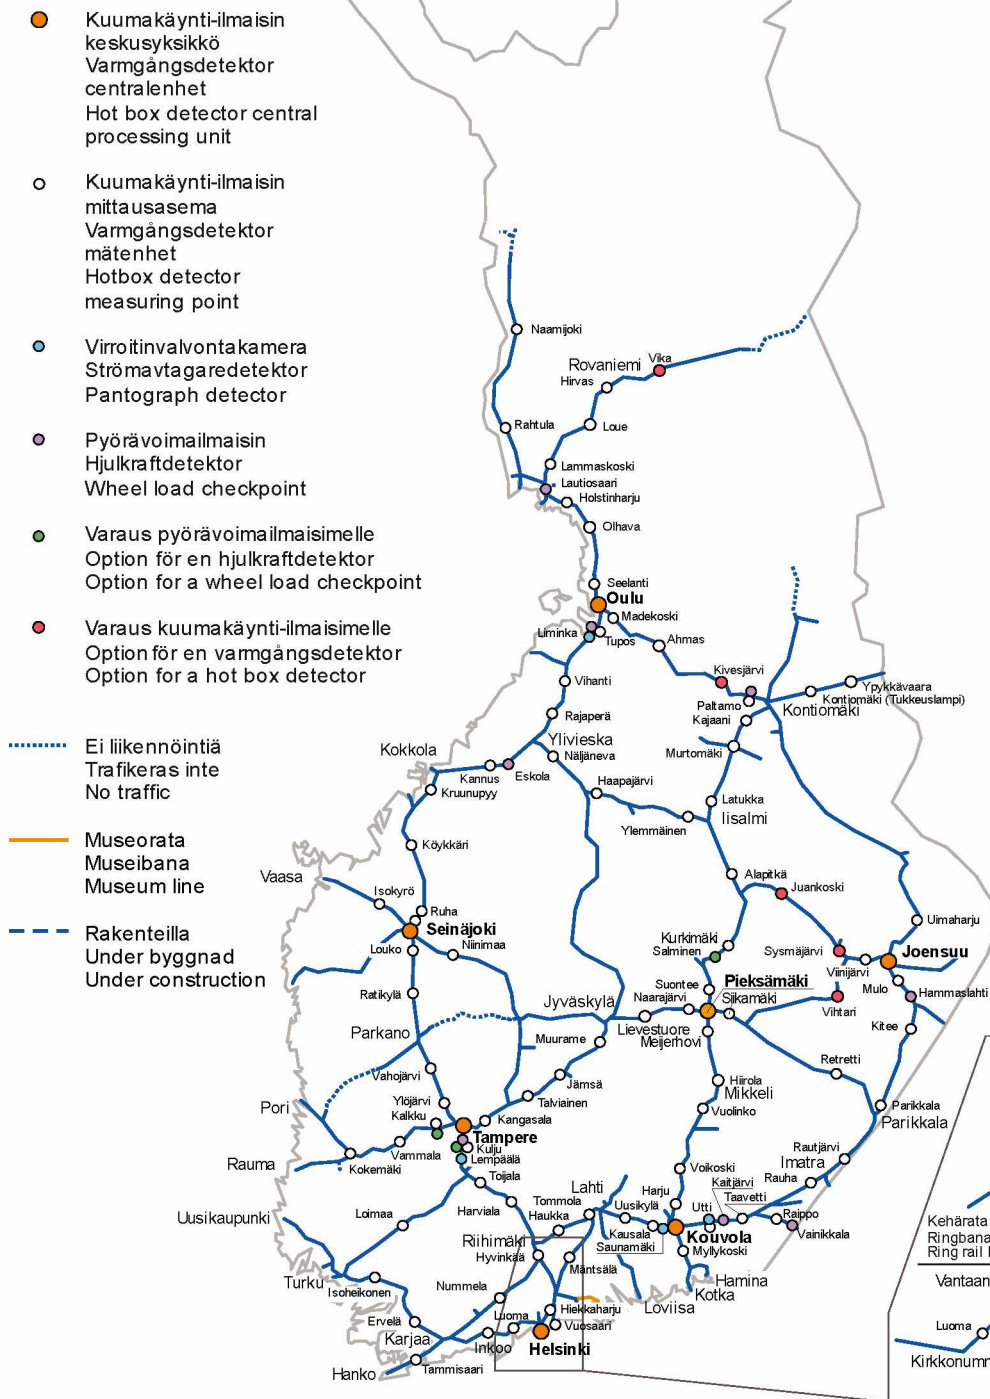 Kuumakäynti-ilmaisin
keskusyksikkö
Varmgångsdetektor
centralenhet
Hot box detector central
processing unit
Kuumakäynti-ilmaisin
mittausasema
Varmgångsdetektor
mätenhet
Hotbox detector
measuring point
Virroitinvalvontakamera
Strömavtagaredetektor
Pantograph detector
Pyörävoimailmaisin
Hjulkraftdetektor
Wheel load checkpoint
Varaus pyörävoimailmaisimelle
Option för en hjulkraftdetektor
Option for a wheel load checkpoint
Varaus kuumakäynti-ilmaisimelle
Option för en varmgångsdetektor
Option for a hot box detector
Ei liikennöintiä
Trafikeras inte
No traffic
Museorata
Museibana
Museum line
Rakenteilla
Under byggnad
Under construction
Naamijoki
Rovaniemi
Vika
Hirvas
Rahtula
Loue
Lammaskoski
Lautiosaari
Holstinharju
Olhava
Seelanti
Oulu
Madekoski
Liminka
Tupos
Ahmas
Vihanti
Kivesjärvi
Ypykkävaara
Paltamo
Kontiomäki (Tukkeuslampi)
Kontiomäki
Kajaani
Rajaperä
Ylivieska
Murtomäki
Kokkola
Näljäneva
Kannus
Eskola
Kruunupyy
Haapajärvi
Latukka
Iisalmi
Ylemmäinen
Köykkäri
Vaasa
Alapitkä
Juankoski
Isokyrö
Ruha
Uimaharju
Seinäjoki
Kurkimäki
Louko
Niinimaa
Salminen
Sysmäjärvi
Joensuu
Viinijärvi
Pieksämäki
Suontee
Mulo
Ratikylä
Naarajärvi
Siikamäki
Hammaslahti
Jyväskylä
Vihtari
Lievestuore
Kitee
Parkano
Muurame
Meijerhovi
Retretti
Vahojärvi
Jämsä
Hiirola
Mikkeli
Ylöjärvi
Talviainen
Vuolinko
Parikkala
Parikkala
Pori
Kalkku
Kangasala
Tampere
Rautjärvi
Kulju
Vammala
Lempäälä
Imatra
Rauma
Kokemäki
Voikoski
Rauha
Toijala
Kaitjärvi
Lahti
Harju
Taavetti
Tommola
Uusikylä
Utti
Uusikaupunki
Loimaa
Harviala
Haukka
Raippo
Kausala
Kouvola
Vainikkala
Saunamäki
Riihimäki
Myllykoski
Hyvinkää
Mäntsälä
Turku
Isoheikonen
Nummela
Hamina
Kotka
Loviisa
Hiekkaharju
Ervelä
Luoma
Vuosaari
Karjaa
Inkoo
Helsinki
Hanko
Tammisaari
Kehärata
Ringbana
Ring rail
Vantaan
Luoma
Kirkkonumm